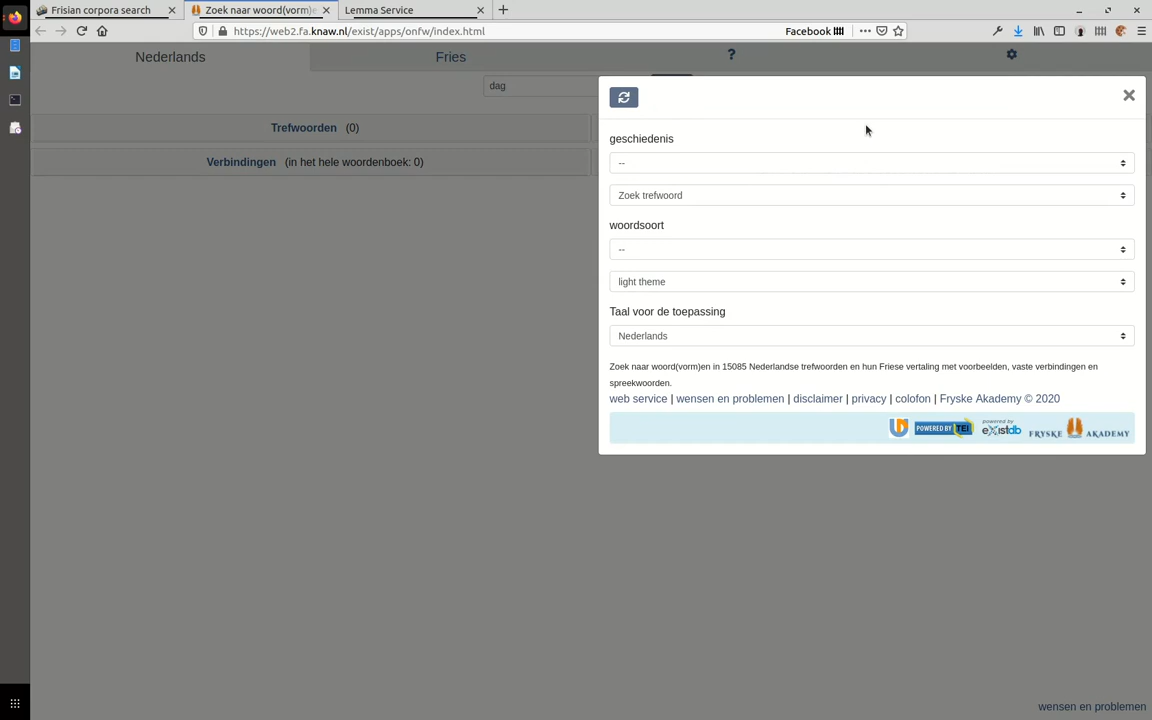 Frisian corpora search
Zoek naar woord(vorm)e
Lemma Service
https://web2.fa.knaw.nl/exist/apps/onfw/index.html
Facebook
Nederlands
Fries
?
dag
Trefwoorden (0)
Verbindingen (in het hele woordenboek: 0)
geschiedenis
--
Zoek trefwoord
woordsoort
--
light theme
Taal voor de toepassing
Nederlands
Zoek naar woord(vorm)en in 15085 Nederlandse trefwoorden en hun Friese vertaling met voorbeelden, vaste verbindingen en
spreekwoorden.
web service | wensen en problemen | disclaimer | privacy | colofon | Fryske Akademy © 2020
POWERED BY TEI
powered by
eXistdb
FRYSKE AKADEMY
wensen en problemen